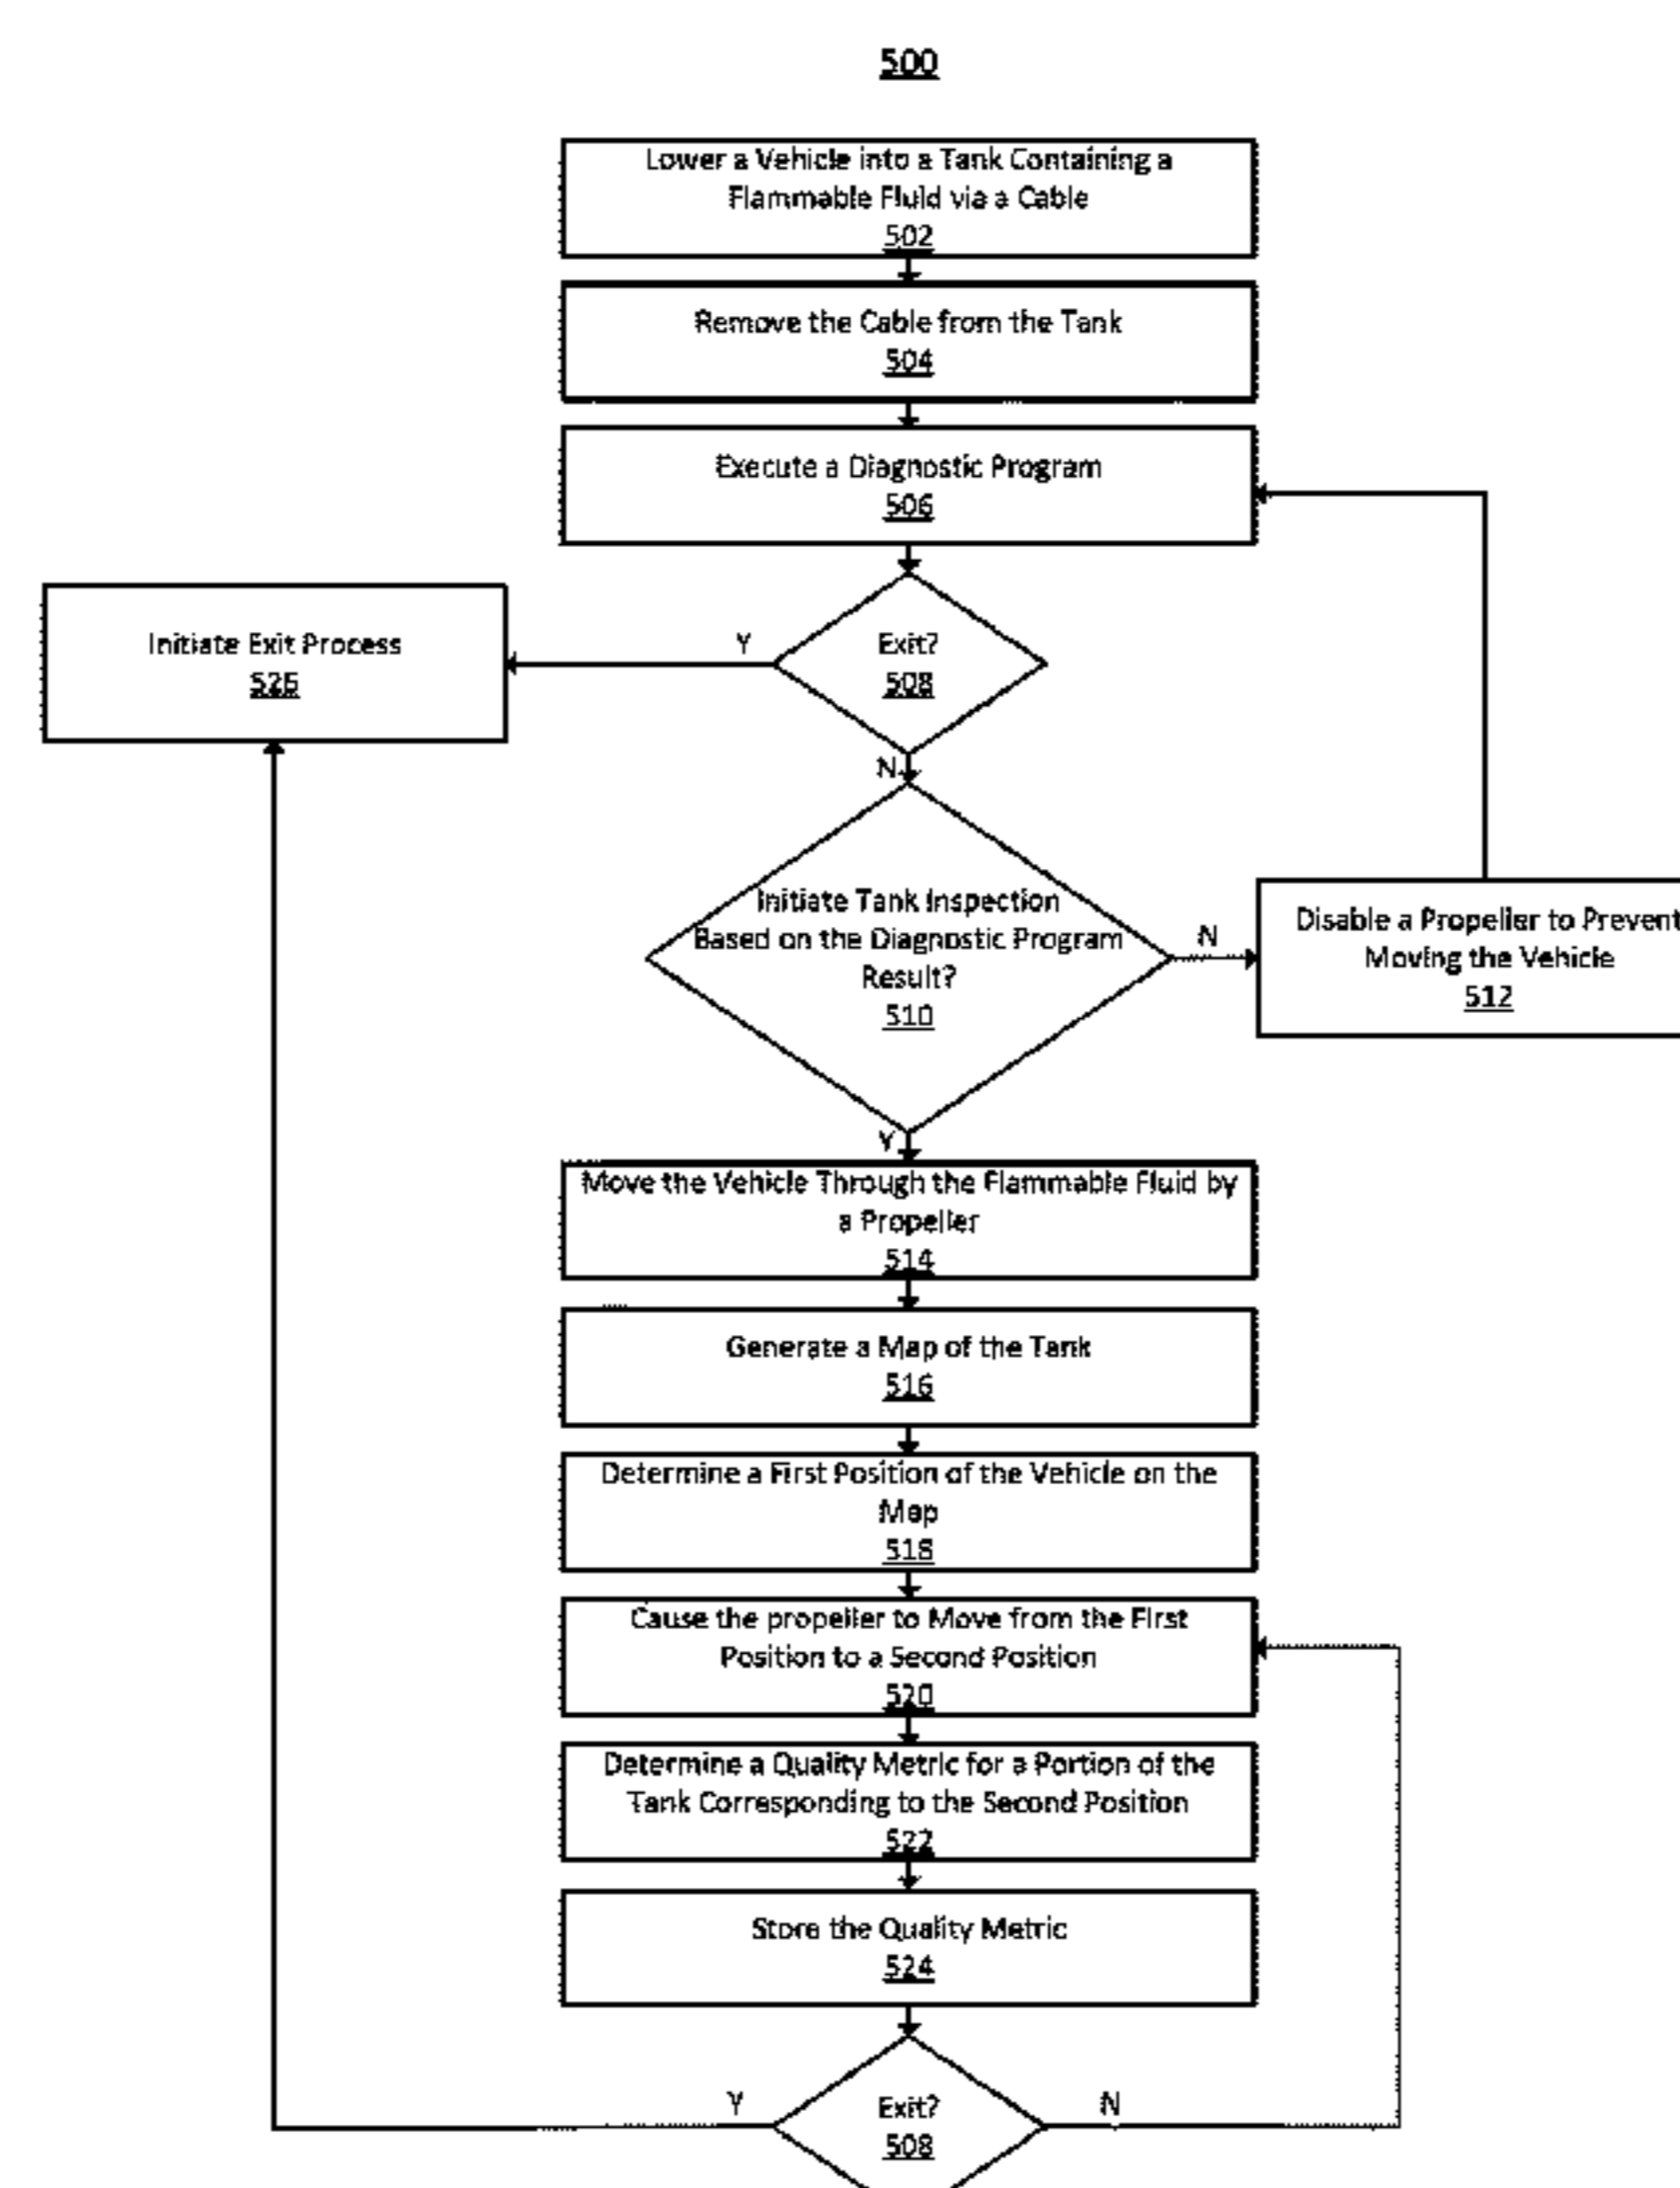 500
Lower a Vehicle into a Tank Containing a
Flammable Fluid via a Cable
502
Remove the Cable from the Tank
504
Execute a Diagnostic Program
506
Initiate Exit Process
526
Y
Exit?
508
N
Initiate Tank Inspection
Based on the Diagnostic Program
Result?
510
N
Disable a Propeller to Prevent
Moving the Vehicle
512
Y
Move the Vehicle Through the Flammable Fluid by
a Propeller
514
Generate a Map of the Tank
516
Determine a First Position of the Vehicle on the
Map
518
Cause the propeller to Move from the First
Position to a Second Position
520
Determine a Quality Metric for a Portion of the
Tank Corresponding to the Second Position
522
Store the Quality Metric
524
Y
Exit?
508
N